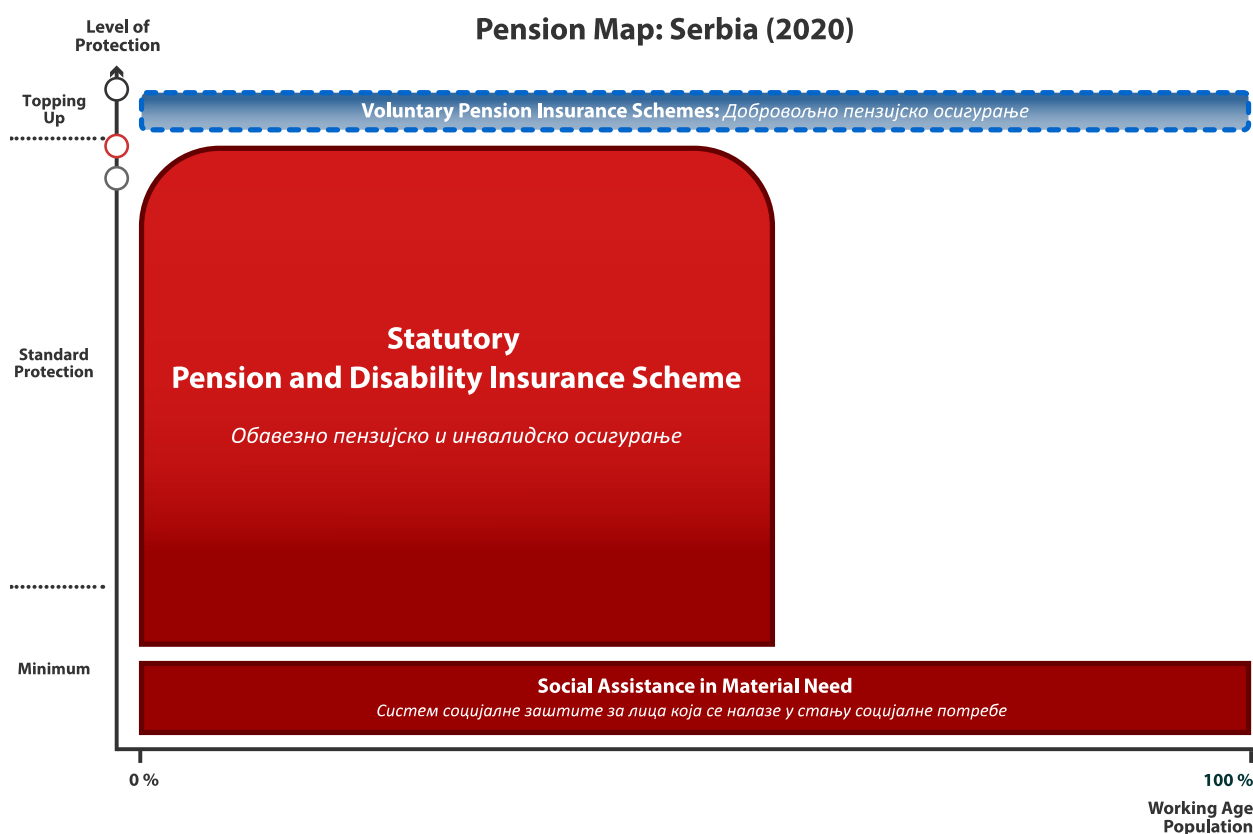 Pension Map: Serbia (2020)
Level of
Protection
Topping
Up
Voluntary Pension Insurance Schemes: Добровољно пензијско осигурање
Standard
Protection
Statutory
Pension and Disability Insurance Scheme
Обавезно пензијско и инвалидско осигурање
Minimum
Social Assistance in Material Need
Систем социјалне заштите за лица која се налазе у стању социјалне потребе
0 %
100 %
Working Age
Population